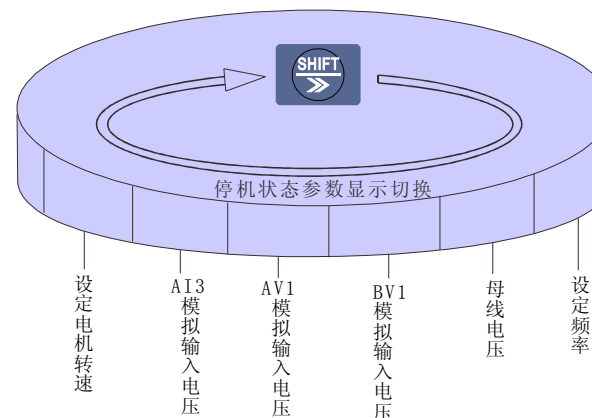 SHIFT
停机状态参数显示切换
设定电机转速
AI3模拟输入电压
AV1模拟输入电压
BV1模拟输入电压
母线电压
设定频率